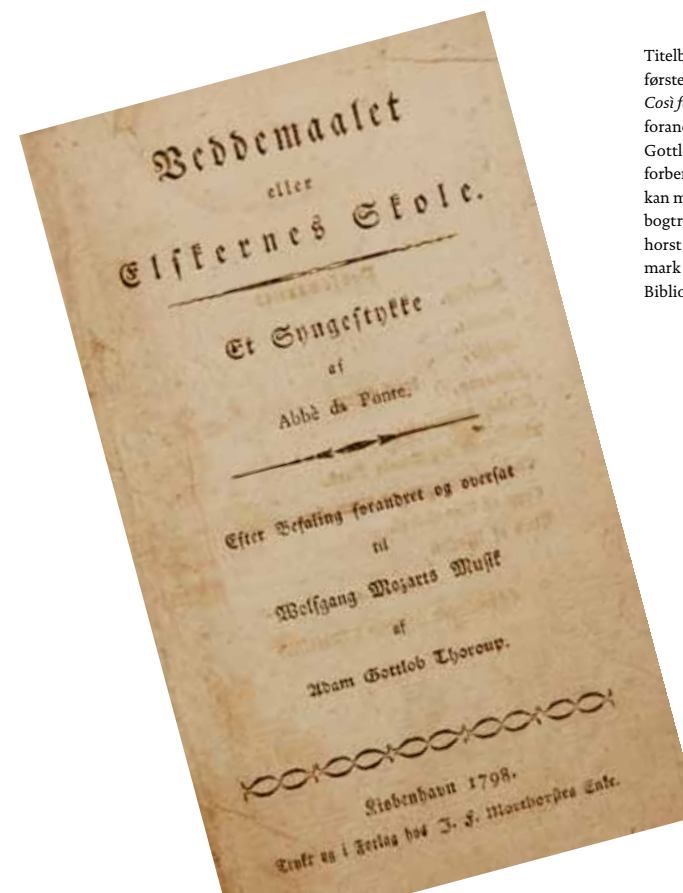 Veddemaalet
eller
Elskernes Skole.
Et Syngestykke
af
Abbè da Ponte.
Efter Befaling forandret og oversat
til
Wolfgang Mozarts Musik
af
Adam Gottlob Thoroup.
Kiøbenhavn 1798.
Trykt og i Forlag hos J. F. Morthorstes Enke.
Titelb
første
Così f
foran
Gottl
forber
kan m
bogtr
horst
mark
Biblio